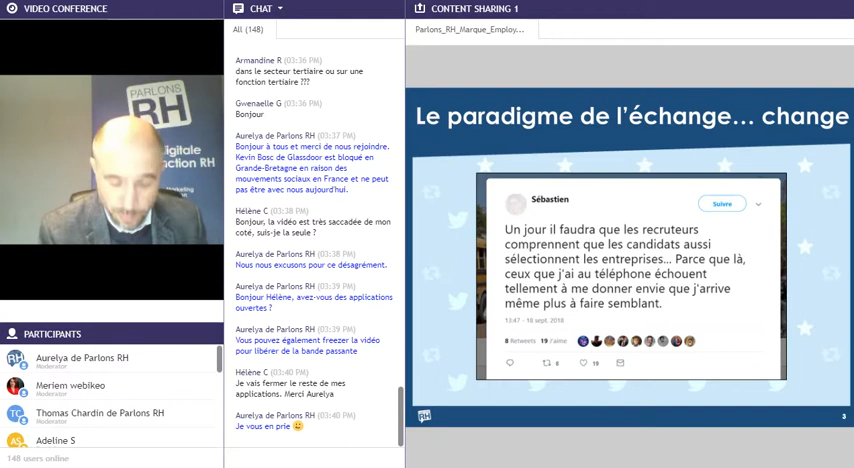 VIDEO CONFERENCE
PARLONS
RH
igitale
ction RH
Marketing
PARTICIPANTS
RH
Aurelya de Parlons RH
Moderator
Meriem webikeo
Moderator
TC
Thomas Chardin de Parlons RH
Moderator
AS
Adeline S
148 users online
CHAT
All (148)
Armandine R (03:36 PM)
dans le secteur tertiaire ou sur une
fonction tertiaire ???
Gwenaelle G (03:36 PM)
Bonjour
Aurelya de Parlons RH (03:37 PM)
Bonjour à tous et merci de nous rejoindre.
Kevin Bosc de Glassdoor est bloqué en
Grande-Bretagne en raison des
mouvements sociaux en France et ne peut
pas être avec nous aujourd'hui.
Hélène C (03:38 PM)
Bonjour, la vidéo est très saccadée de mon
coté, suis-je la seule ?
Aurelya de Parlons RH (03:38 PM)
Nous nous excusons pour ce désagrément.
Aurelya de Parlons RH (03:39 PM)
Bonjour Hélène, avez-vous des applications
ouvertes ?
Aurelya de Parlons RH (03:39 PM)
Vous pouvez également freezer la vidéo
pour libérer de la bande passante
Hélène C (03:40 PM)
Je vais fermer le reste de mes
applications. Merci Aurelya
Aurelya de Parlons RH (03:40 PM)
Je vous en prie
CONTENT SHARING 1
Parlons_RH_Marque_Employ...
Le paradigme de l'échange... change
Sébastien
Suivre
Un jour il faudra que les recruteurs
comprennent que les candidats aussi
sélectionnent les entreprises... Parce que là,
ceux que j'ai au téléphone échouent
tellement à me donner envie que j'arrive
même plus à faire semblant.
13:47 - 18 sept. 2018
8 Retweets 19 J'aime
8
19
RH
3